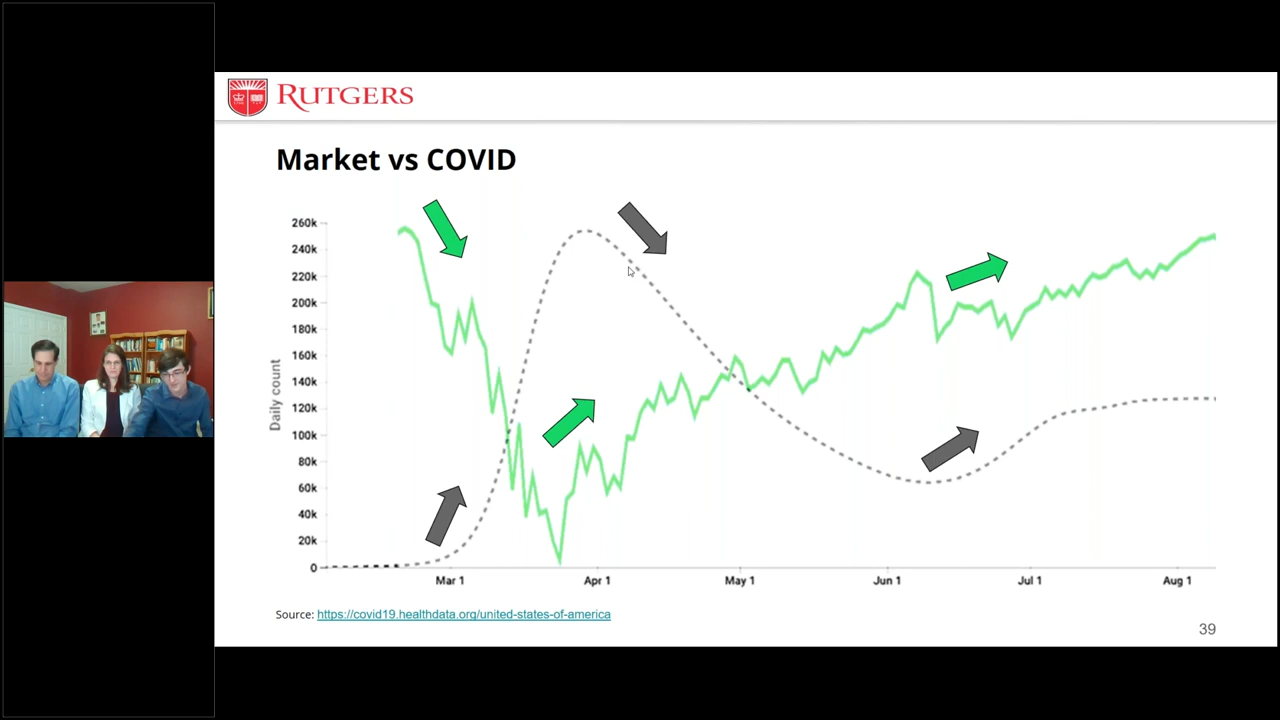 RUTGERS
Market vs COVID
260k
240k
220k
200k
180k
160k
140k
120k
100k
80k
60k
40k
20k
0
Daily count
Mar 1
Apr 1
May 1
Jun 1
Jul 1
Aug 1
Source: https://covid19.healthdata.org/united-states-of-america
39